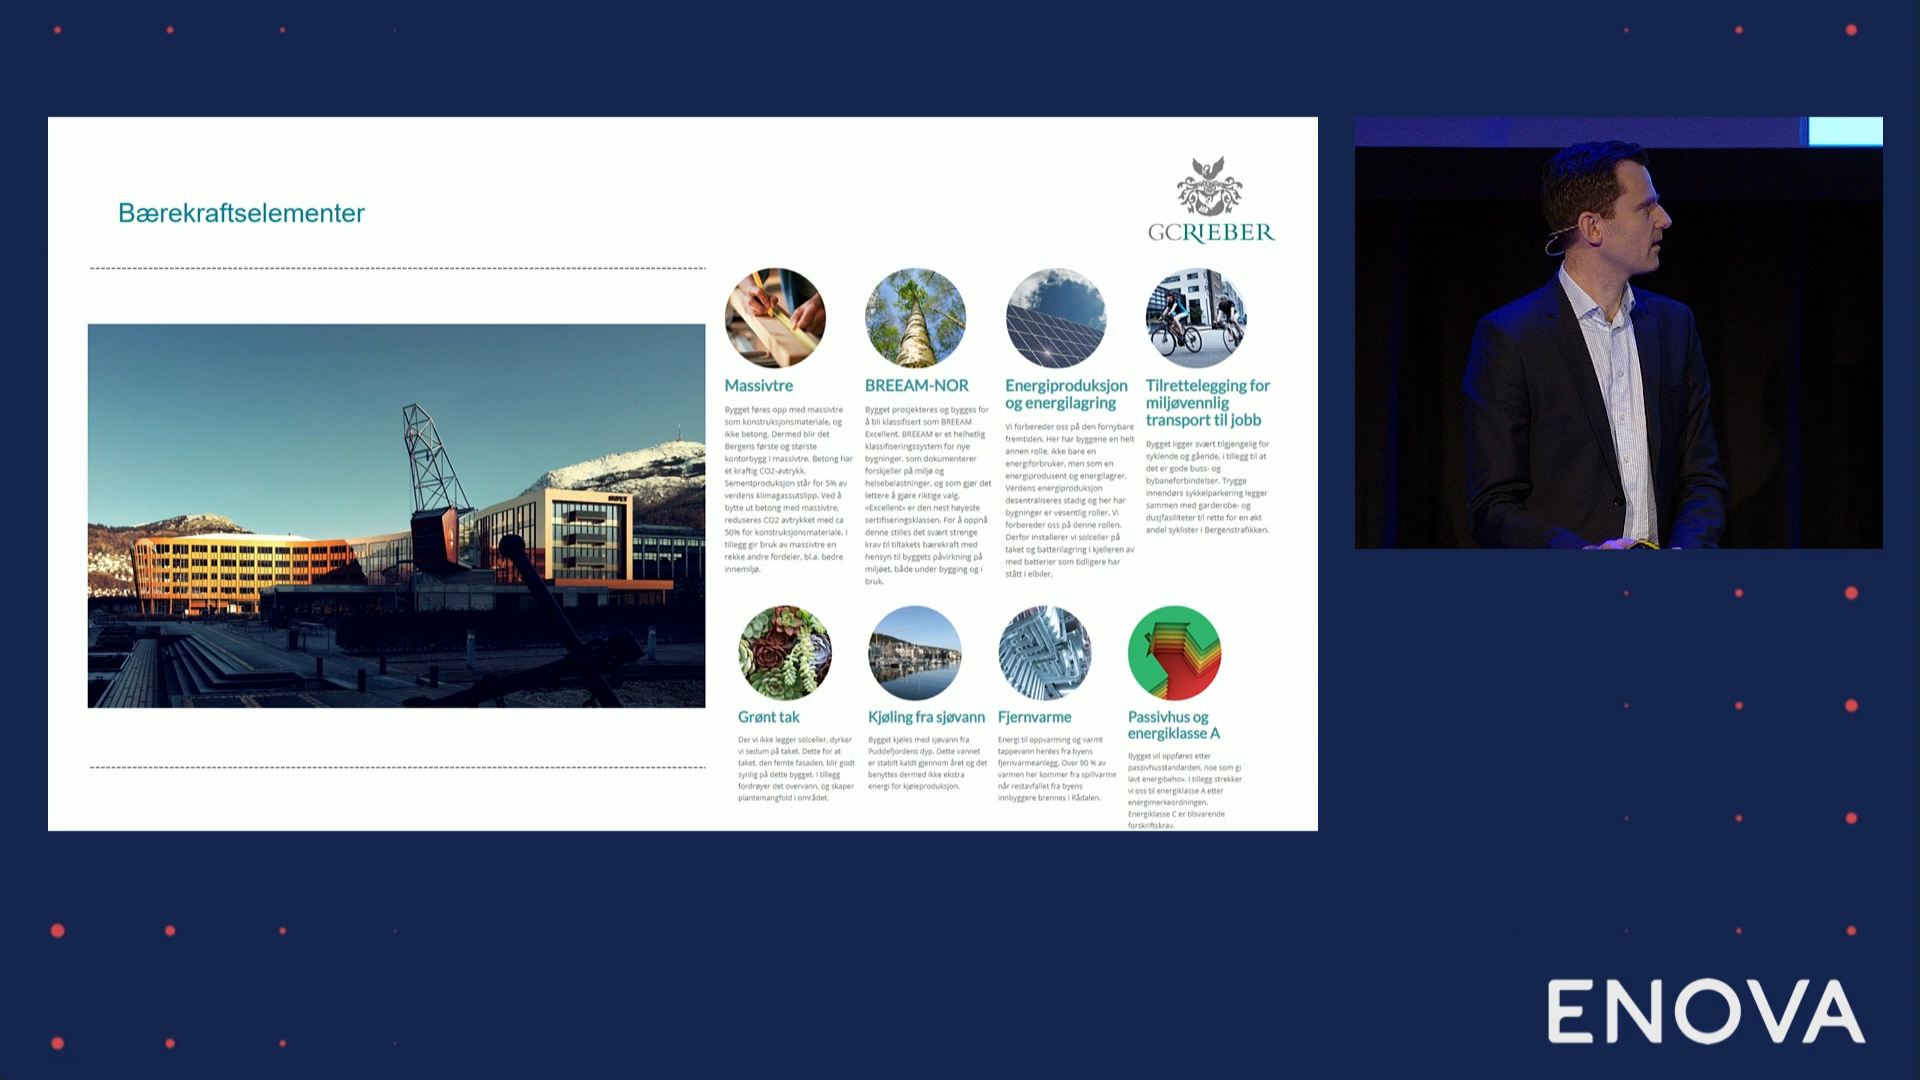 Bærekraftselementer
GCRIEBER
Massivtre
Bygget føres opp med massivtre
som konstruksjonsmateriale, og
ikke betong. Dermed blir det
Bergens første og største
kontorbygg i massivtre. Betong har
et kraftig CO2-avtrykk.
Sementproduksjon står for 5% av
verdens klimagassutslipp. Ved å
bytte ut betong med massivtre,
reduseres CO2 avtrykket med ca
50% for konstruksjonsmateriale. I
tillegg gir bruk av massivtre en
rekke andre fordeler, bl.a. bedre
innemiljø.
BREEAM-NOR
Bygget prosjekteres og bygges for
å bli klassifisert som BREEAM
Excellent. BREEAM er et helhetlig
klassifiseringssystem for nye
bygninger, som dokumenterer
forskjeller på miljø og
helsebelastninger, og som gjør det
lettere å gjøre riktige valg.
«Excellent» er den nest høyeste
sertifiseringsklassen. For å oppnå
denne stilles det svært strenge
krav til tiltakets bærekraft med
hensyn til byggets påvirkning på
miljøet, både under bygging og i
bruk.
Energiproduksjon
og energilagring
Vi forbereder oss på den fornybare
fremtiden. Her har byggene en helt
annen rolle, ikke bare en
energiforbruker, men som en
energiprodusent og energilagrer.
Verdens energiproduksjon
desentraliseres stadig og her har
bygninger er vesentlig roller. Vi
forbereder oss på denne rollen.
Derfor installerer vi solceller på
taket og batterilagring i kjelleren av
med batterier som tidligere har
stått i elbiler.
Tilrettelegging for
miljøvennlig
transport til jobb
Bygget ligger svært tilgjengelig for
syklende og gående, i tillegg til at
det er gode buss- og
bybaneforbindelser. Trygge
innendørs sykkelparkering legger
sammen med garderobe- og
dusjfasiliteter til rette for en økt
andel syklister i Bergenstrafikken.
Grønt tak
Der vi ikke legger solceller, dyrker
vi sedum på taket. Dette for at
taket, den femte fasaden, blir godt
synlig på dette bygget. I tillegg
fordrøyer det overvann, og skaper
plantemangfold i området.
Kjøling fra sjøvann
Bygget kjøles med sjøvann fra
Puddefjordens dyp. Dette vannet
er stabilt kaldt gjennom året og det
benyttes dermed ikke ekstra
energi for kjøleproduksjon.
Fjernvarme
Energi til oppvarming og varmt
tappevann hentes fra byens
fjernvarmeanlegg. Over 90 % av
varmen her kommer fra spillvarme
når restavfallet fra byens
innbyggere brennes i Rådalen.
Passivhus og
energiklasse A
Bygget vil oppføres etter
passivhusstandarden, noe som gi
lavt energibehov. I tillegg strekker
vi oss til energiklasse A etter
energimerkeordningen.
Energiklasse C er tilsvarende
forskriftskrav.
ENOVA